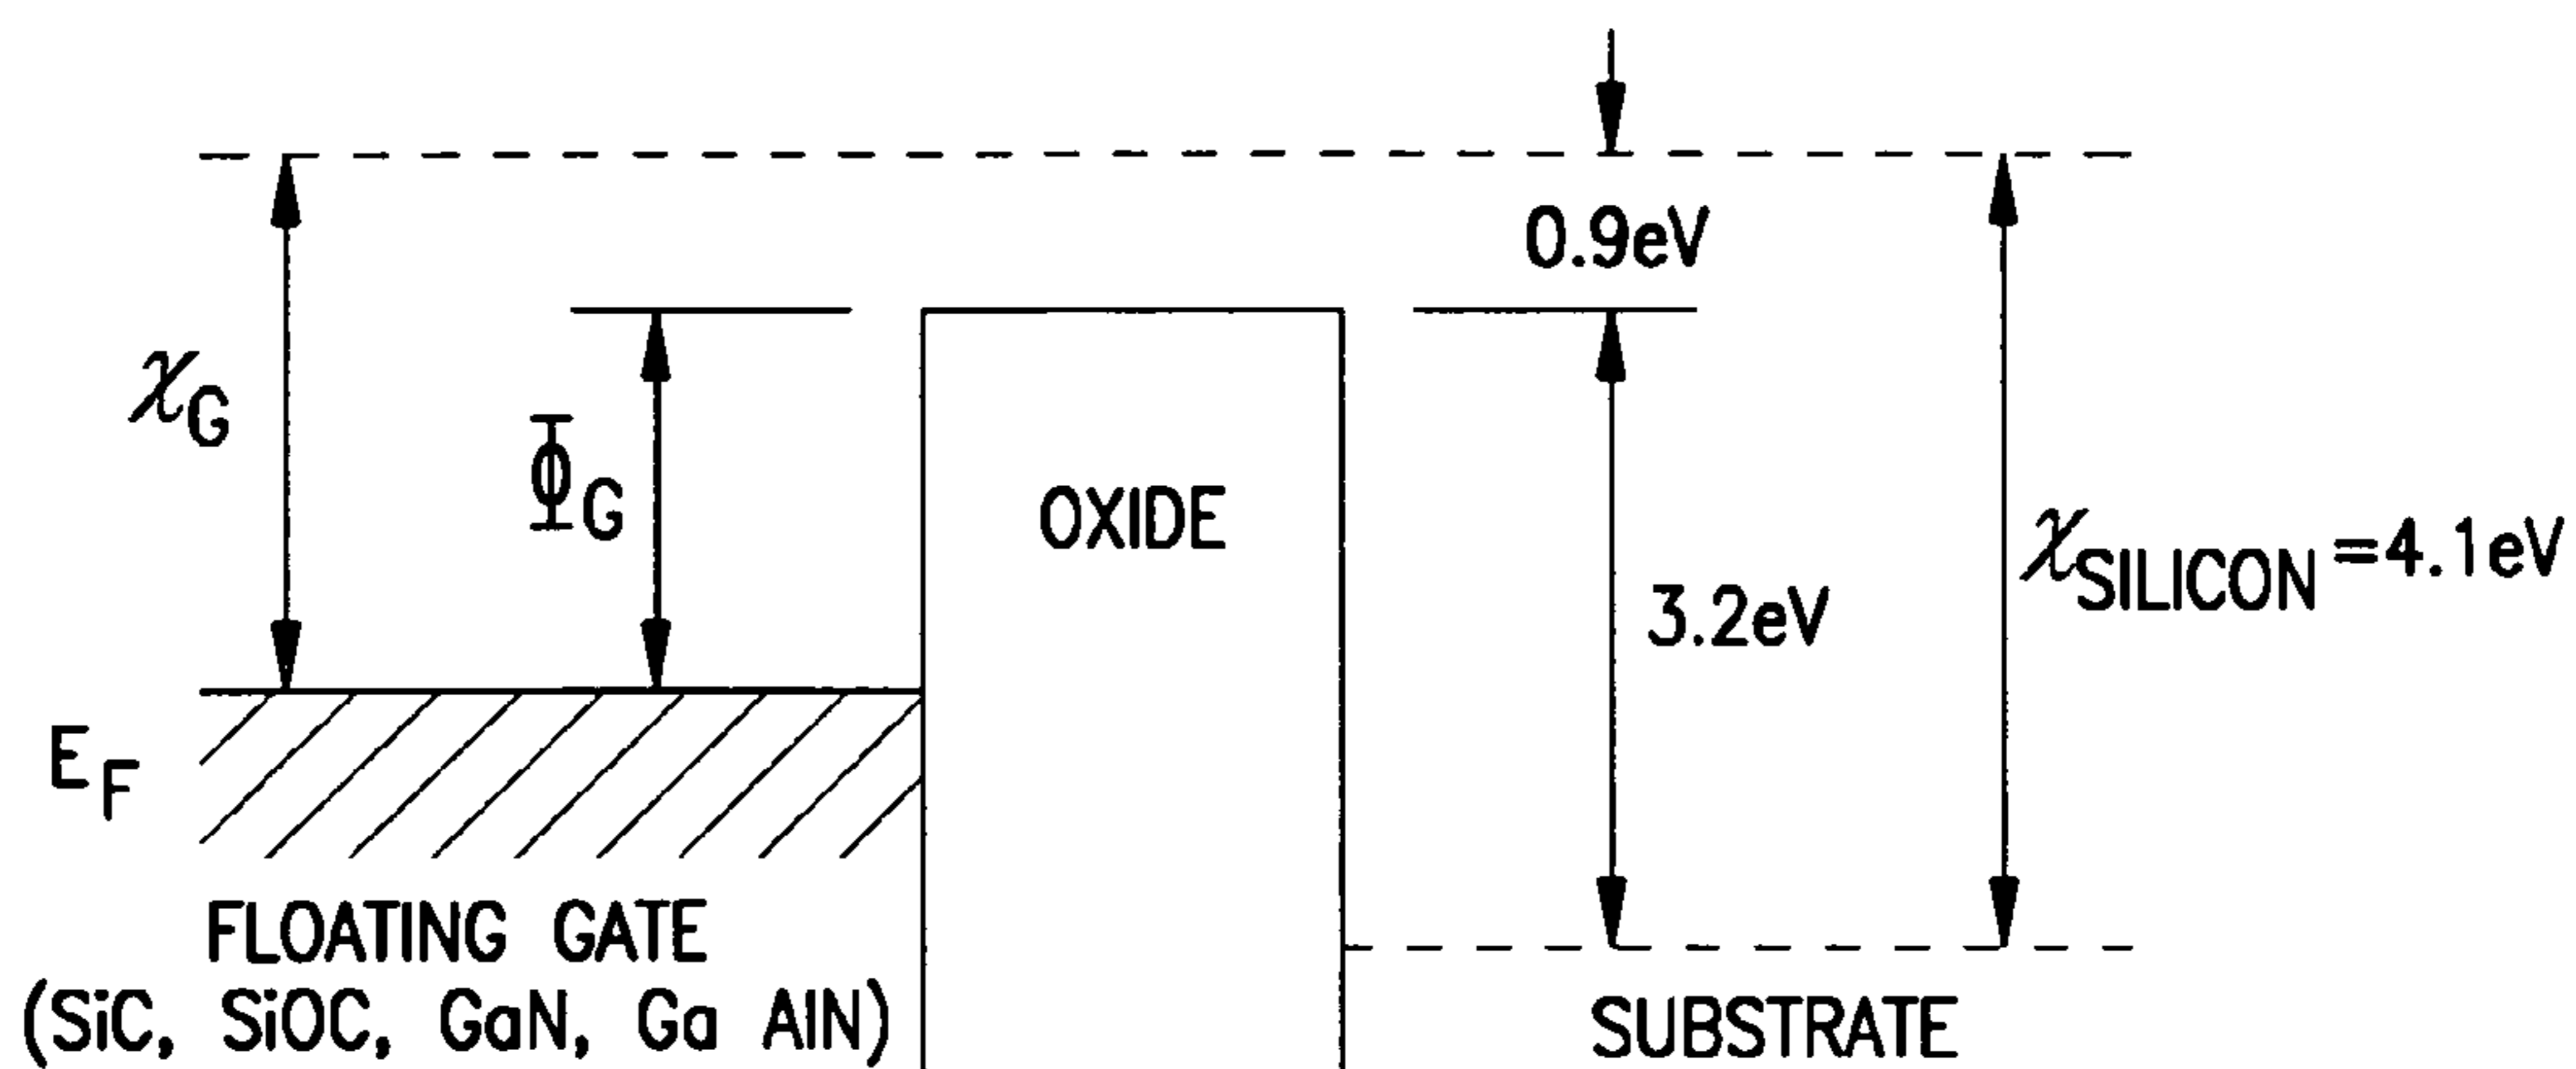 0.9eV
χG
ΦG
OXIDE
3.2eV
χSILICON =4.1eV
EF
FLOATING GATE
(SiC, SiOC, GaN, Ga AlN)
SUBSTRATE